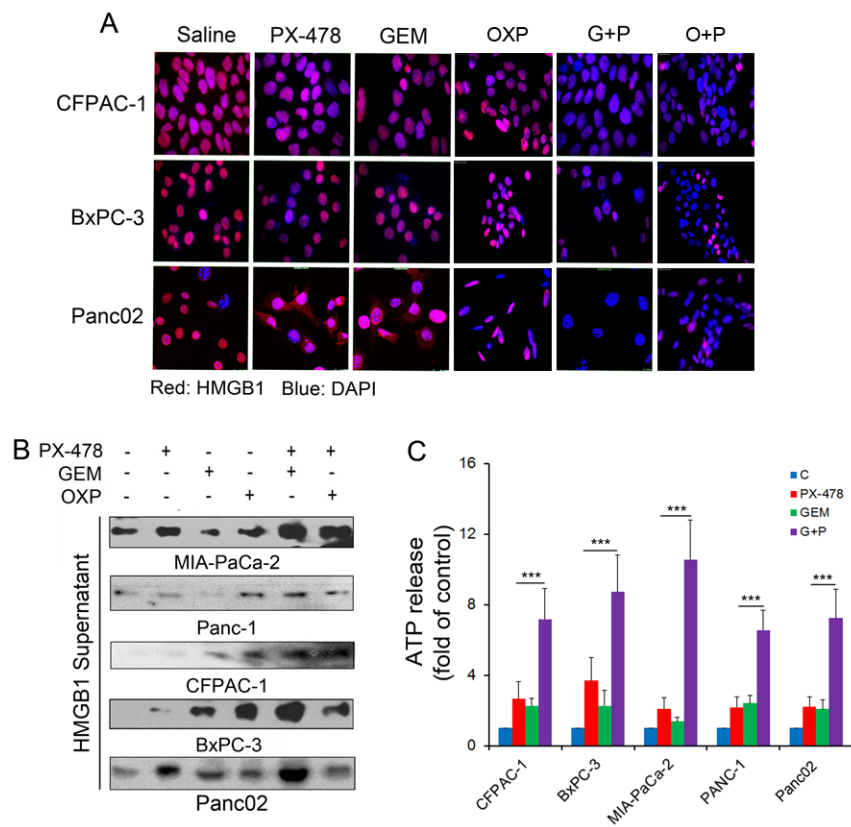 A
Saline PX-478 GEM OXP G+P O+P
CFPAC-1
BxPC-3
Panc02
Red: HMGB1 Blue: DAPI
B
PX-478 - + - - + +
GEM - - + - + -
OXP - - - + - +
HMGB1 Supernatant
MIA-PaCa-2
Panc-1
CFPAC-1
BxPC-3
Panc02
C
ATP release
(fold of control)
16
12
8
4
0
C
PX-478
GEM
G+P
***
***
***
***
***
CFPAC-1
BxPC-3
MIA-PaCa-2
PANC-1
Panc02